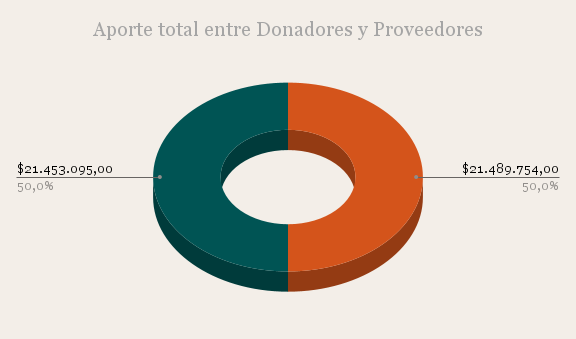 Aporte total entre Donadores y Proveedores
$21.453.095,00
50,0%
$21.489.754,00
50,0%